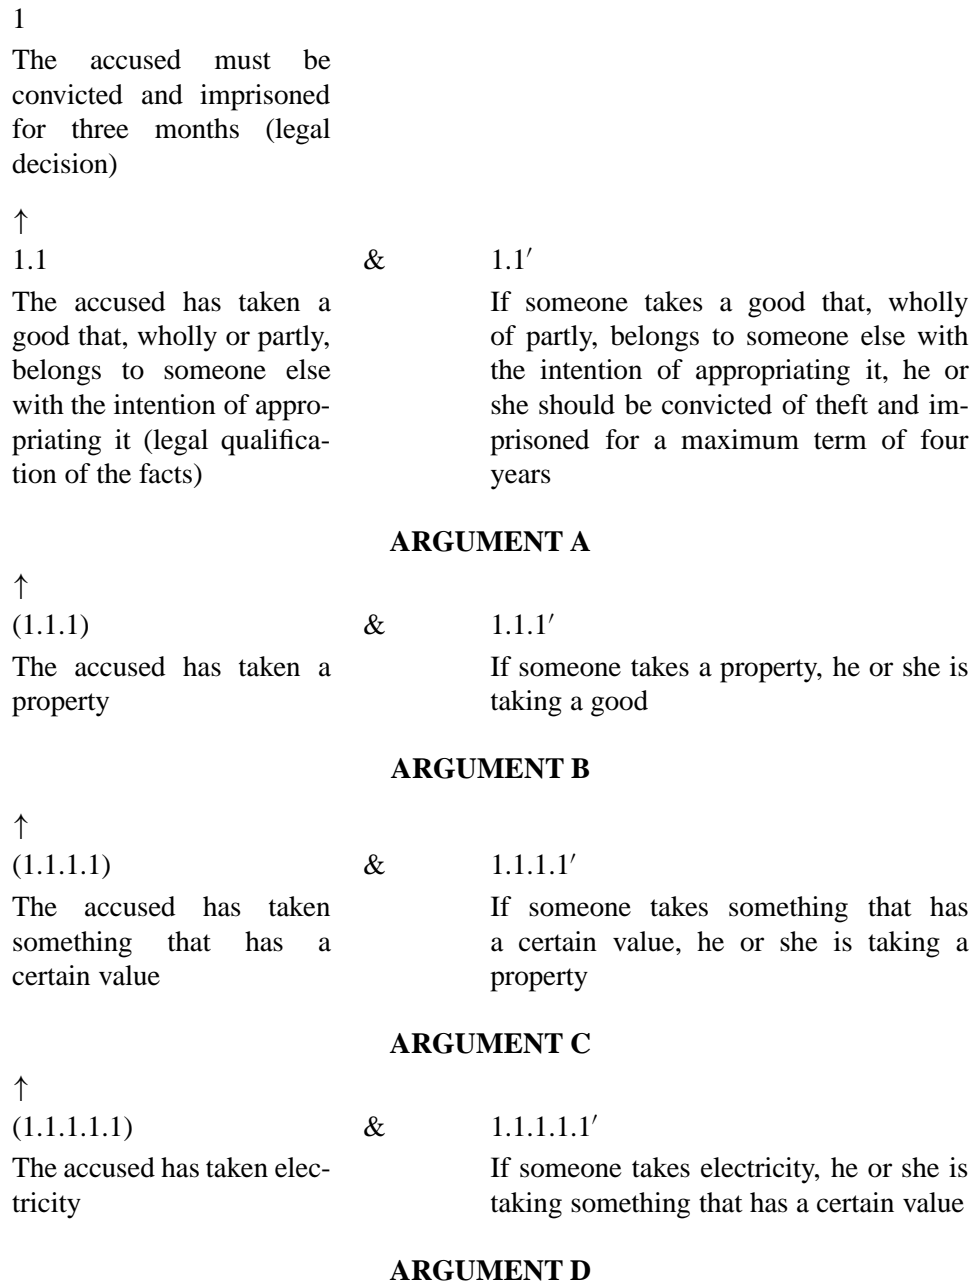 1
The accused must be
convicted and imprisoned
for three months (legal
decision)
↑
1.1 & 1.1′
The accused has taken a
good that, wholly or partly,
belongs to someone else
with the intention of appro-
priating it (legal qualifica-
tion of the facts)
If someone takes a good that, wholly
of partly, belongs to someone else with
the intention of appropriating it, he or
she should be convicted of theft and im-
prisoned for a maximum term of four
years
ARGUMENT A
↑
(1.1.1) & 1.1.1′
The accused has taken a
property
If someone takes a property, he or she is
taking a good
ARGUMENT B
↑
(1.1.1.1) & 1.1.1.1′
The accused has taken
something that has a
certain value
If someone takes something that has
a certain value, he or she is taking a
property
ARGUMENT C
↑
(1.1.1.1.1) & 1.1.1.1.1′
The accused has taken elec-
tricity
If someone takes electricity, he or she is
taking something that has a certain value
ARGUMENT D